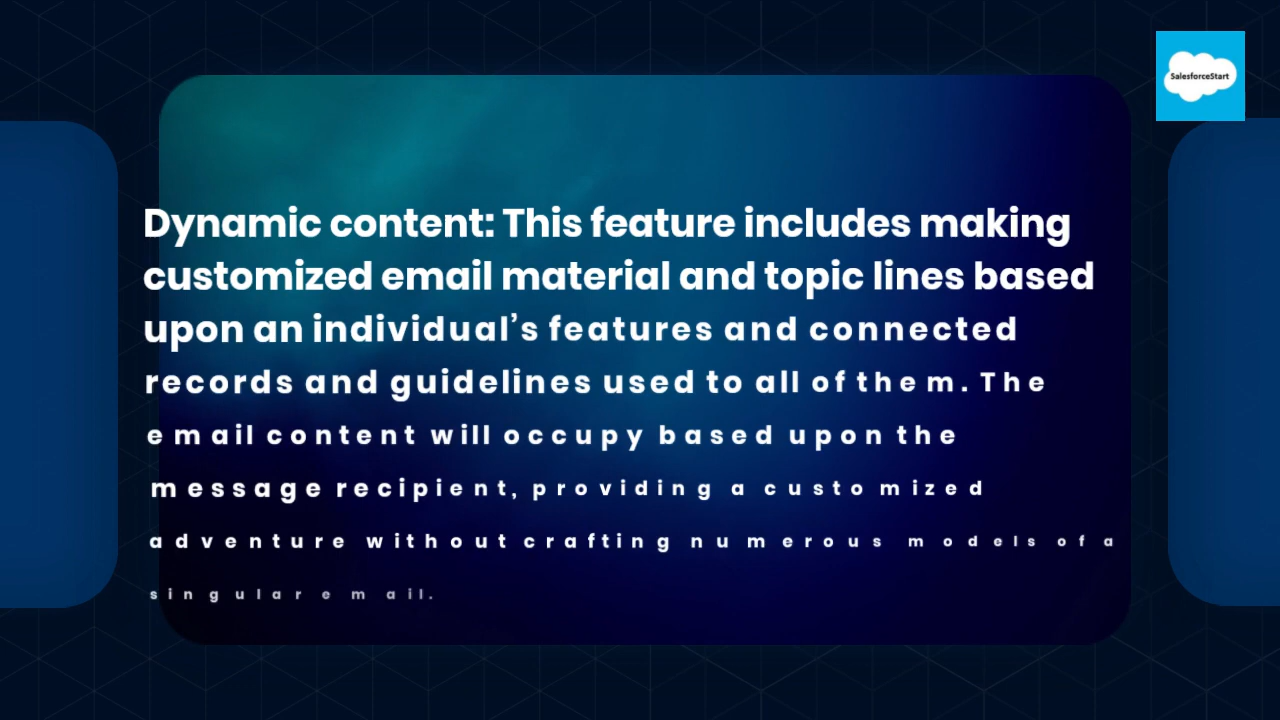 SalesforceStart
Dynamic content: This feature includes making
customized email material and topic lines based
upon an individual’s features and connected
records and guidelines used to all of them. The
email content will occupy based upon the
message recipient, providing a customized
adventure without crafting numerous models of a
singular email.